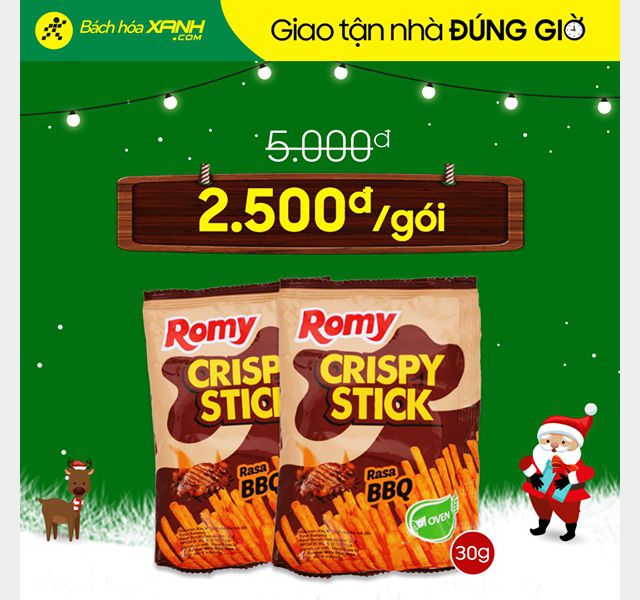 Bách hóa XANH
.COM
Giao tận nhà ĐÚNG GIỜ
5.000đ
2.500đ/gói
Romy
CRISPY
STICK
Rasa
BBQ
Romy
CRISPY
STICK
Rasa
BBQ
OVEN
30g